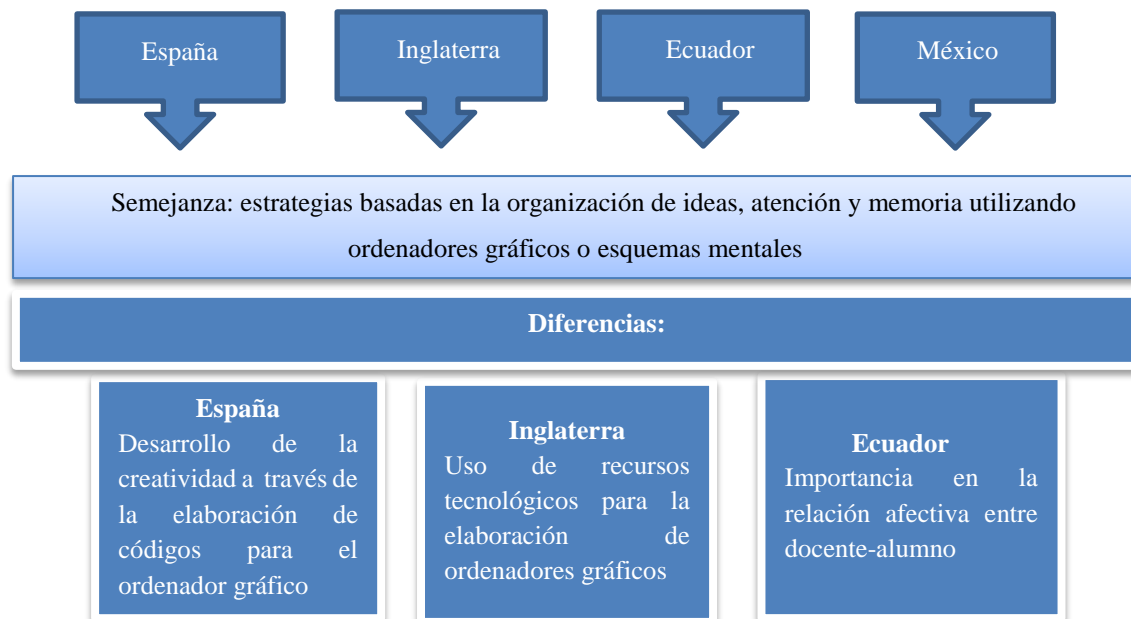 España
Inglaterra
Ecuador
México
Semejanza: estrategias basadas en la organización de ideas, atención y memoria utilizando
ordenadores gráficos o esquemas mentales
Diferencias:
España
Desarrollo de la
creatividad a través de
la elaboración de
códigos para el
ordenador gráfico
Inglaterra
Uso de recursos
tecnológicos para la
elaboración de
ordenadores gráficos
Ecuador
Importancia en la
relación afectiva entre
docente-alumno